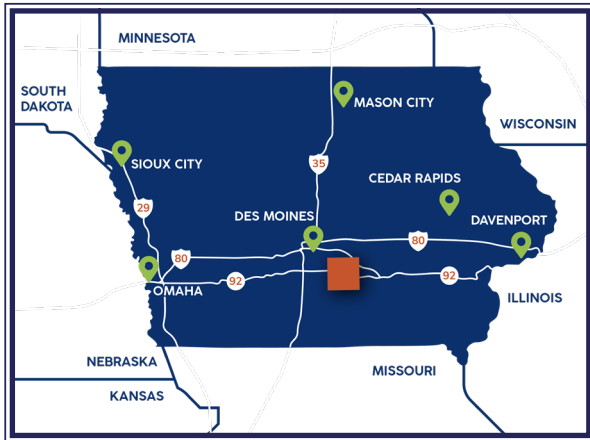 MINNESOTA
SOUTH
DAKOTA
MASON CITY
WISCONSIN
SIOUX CITY
35
CEDAR RAPIDS
29
DES MOINES
DAVENPORT
80
80
OMAHA
92
92
ILLINOIS
NEBRASKA
MISSOURI
KANSAS